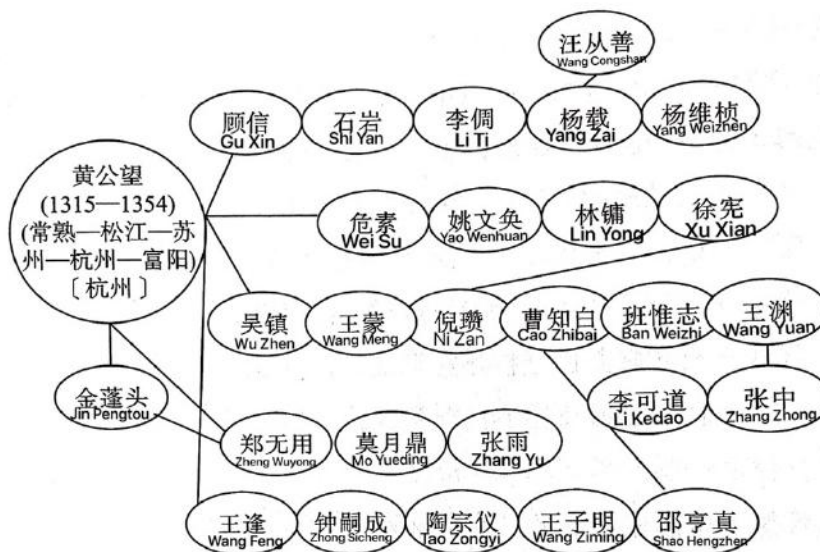 汪从善
Wang Congshan
顾信
Gu Xin
石岩
Shi Yan
李倜
Li Ti
杨载
Yang Zai
杨维桢
Yang Weizhen
黄公望
(1315—1354)
(常熟—松江—苏
州—杭州—富阳)
〔杭州〕
危素
Wei Su
姚文奂
Yao Wenhuan
林镛
Lin Yong
徐宪
Xu Xian
吴镇
Wu Zhen
王蒙
Wang Meng
倪瓒
Ni Zan
曹知白
Cao Zhibai
班惟志
Ban Weizhi
王渊
Wang Yuan
金蓬头
Jin Pengtou
李可道
Li Kedao
张中
Zhang Zhong
郑无用
Zheng Wuyong
莫月鼎
Mo Yueding
张雨
Zhang Yu
王逢
Wang Feng
钟嗣成
Zhong Sicheng
陶宗仪
Tao Zongyi
王子明
Wang Ziming
邵亨真
Shao Hengzhen